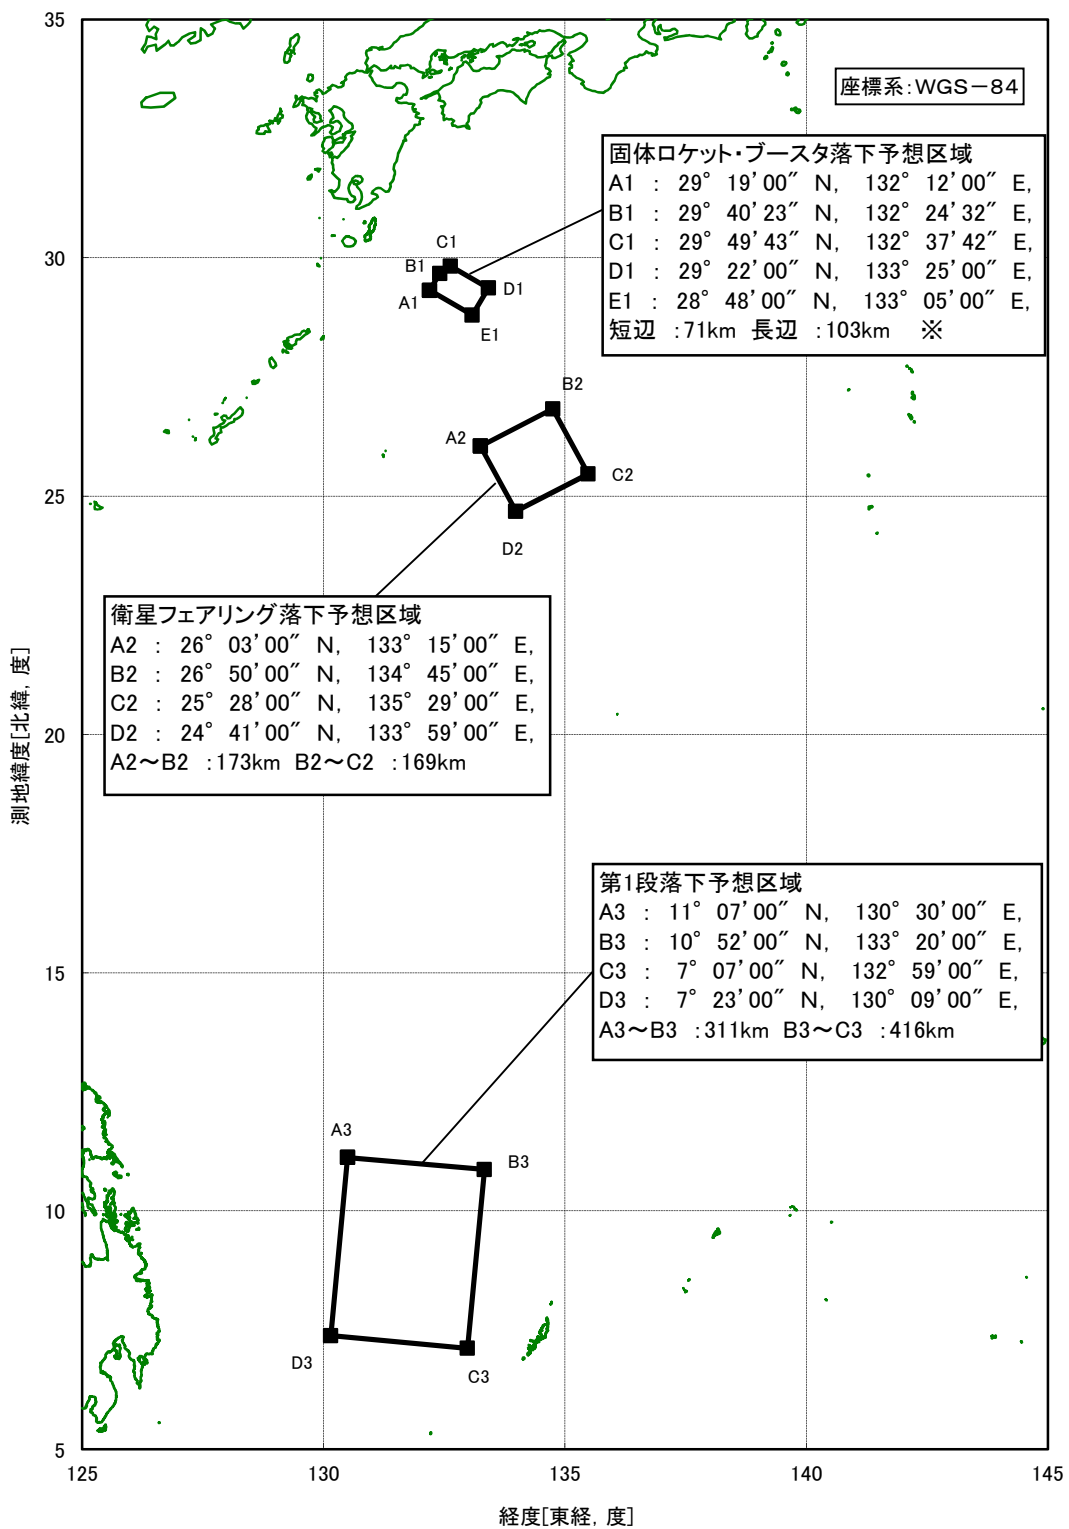 35
座標系:WGS－84
固体ロケット・ブースタ落下予想区域
A1 : 29° 19’00″ N, 132° 12’00″ E,
B1 : 29° 40’23″ N, 132° 24’32″ E,
C1 : 29° 49’43″ N, 132° 37’42″ E,
D1 : 29° 22’00″ N, 133° 25’00″ E,
E1 : 28° 48’00″ N, 133° 05’00″ E,
短辺 :71km 長辺 :103km ※
30
C1
B1
A1
D1
E1
B2
A2
C2
D2
25
衛星フェアリング落下予想区域
A2 : 26° 03’00″ N, 133° 15’00″ E,
B2 : 26° 50’00″ N, 134° 45’00″ E,
C2 : 25° 28’00″ N, 135° 29’00″ E,
D2 : 24° 41’00″ N, 133° 59’00″ E,
A2～B2 :173km B2～C2 :169km
測地緯度[北緯, 度]
20
15
第1段落下予想区域
A3 : 11° 07’00″ N, 130° 30’00″ E,
B3 : 10° 52’00″ N, 133° 20’00″ E,
C3 : 7° 07’00″ N, 132° 59’00″ E,
D3 : 7° 23’00″ N, 130° 09’00″ E,
A3～B3 :311km B3～C3 :416km
A3
B3
10
D3
C3
5
125
130
135
140
145
経度[東経, 度]